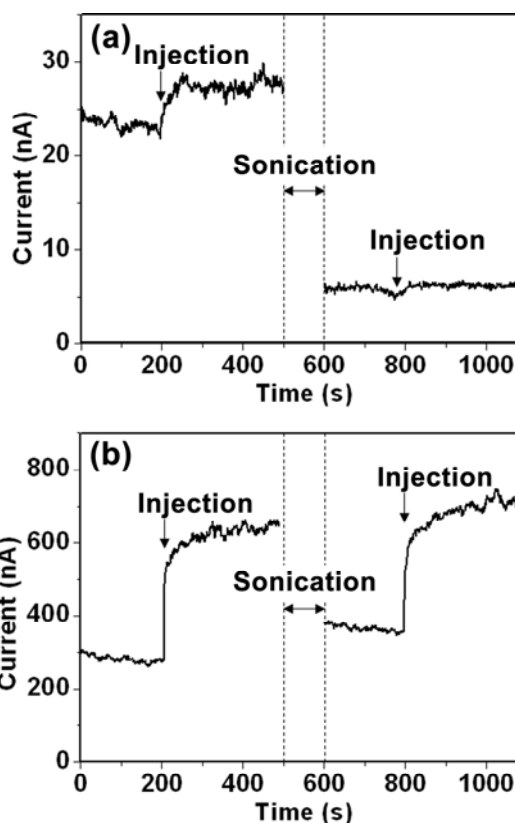 (a)
Injection
Sonication
Injection
Current (nA)
35
30
20
10
0
0 200 400 600 800 1000
Time (s)
(b)
Injection
Injection
Sonication
Current (nA)
800
600
400
200
0
0 200 400 600 800 1000
Time (s)